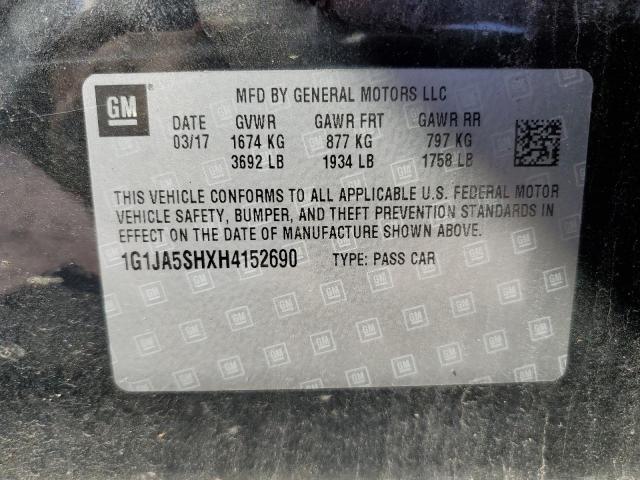 GM
MFD BY GENERAL MOTORS LLC
DATE GVWR GAWR FRT GAWR RR
03/17 1674 KG 877 KG 797 KG
3692 LB 1934 LB 1758 LB
THIS VEHICLE CONFORMS TO ALL APPLICABLE U.S. FEDERAL MOTOR
VEHICLE SAFETY, BUMPER, AND THEFT PREVENTION STANDARDS IN
EFFECT ON THE DATE OF MANUFACTURE SHOWN ABOVE.
1G1JA5SHXH4152690 TYPE: PASS CAR